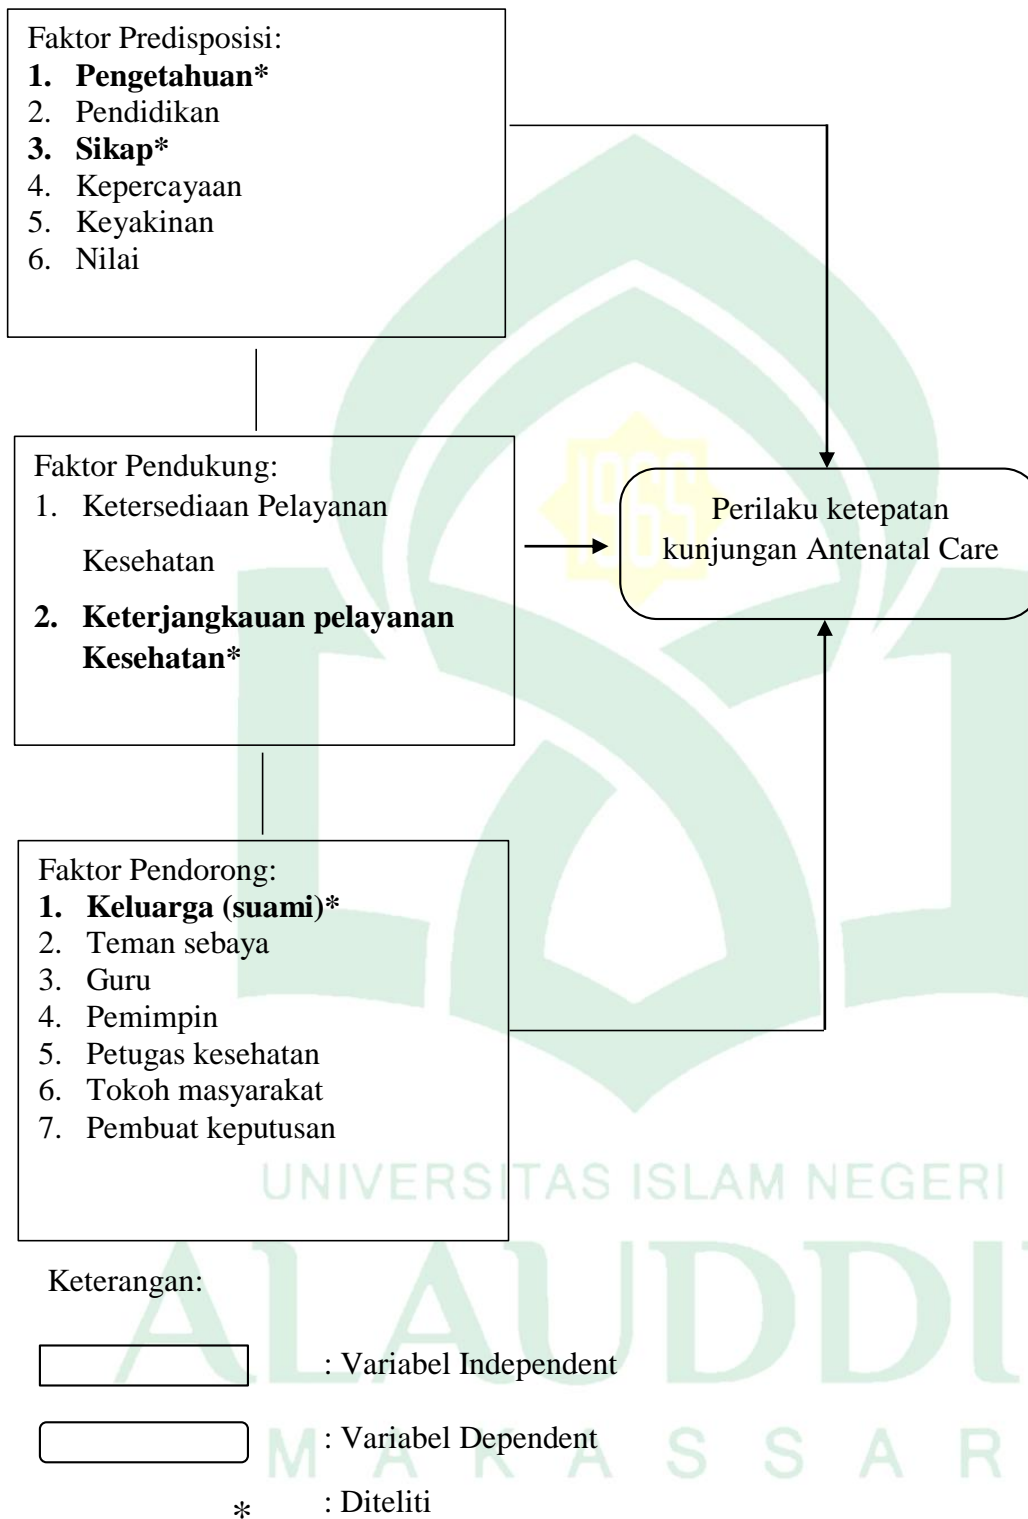 Faktor Predisposisi:
1. Pengetahuan*
2. Pendidikan
3. Sikap*
4. Kepercayaan
5. Keyakinan
6. Nilai
Faktor Pendukung:
1. Ketersediaan Pelayanan
Kesehatan
2. Keterjangkauan pelayanan
Kesehatan*
1965
Perilaku ketepatan
kunjungan Antenatal Care
Faktor Pendorong:
1. Keluarga (suami)*
2. Teman sebaya
3. Guru
4. Pemimpin
5. Petugas kesehatan
6. Tokoh masyarakat
7. Pembuat keputusan
UNIVERSITAS ISLAM NEGERI
ALAUDDI
MAKASSAR
Keterangan:
: Variabel Independent
: Variabel Dependent
* : Diteliti